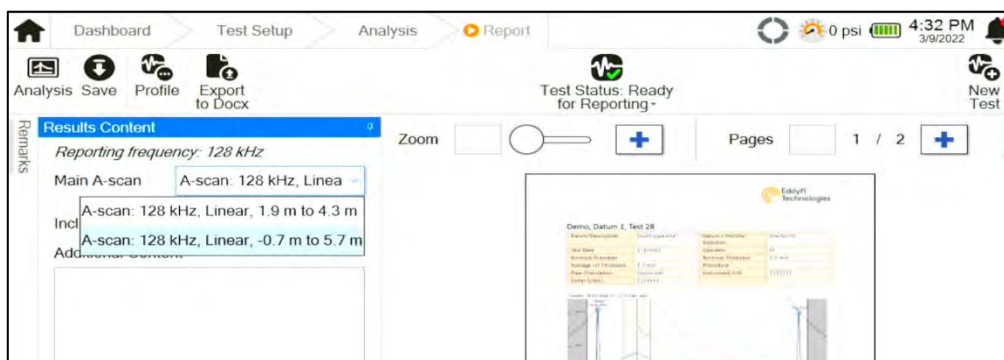 Dashboard Test Setup Analysis Report 0 psi 4:32 PM
3/9/2022
Analysis Save Profile Export to Docx Test Status: Ready for Reporting New Test
Remarks
Results Content
Zoom Pages 1 / 2
Reporting frequency: 128 kHz
Main A-scan A-scan: 128 kHz, Linea
A-scan: 128 kHz, Linear, 1.9 m to 4.3 m
Incl
A-scan: 128 kHz, Linear, -0.7 m to 5.7 m
Additional Content
Eddyfi
Technologies
Demo, Datum 1, Test 28